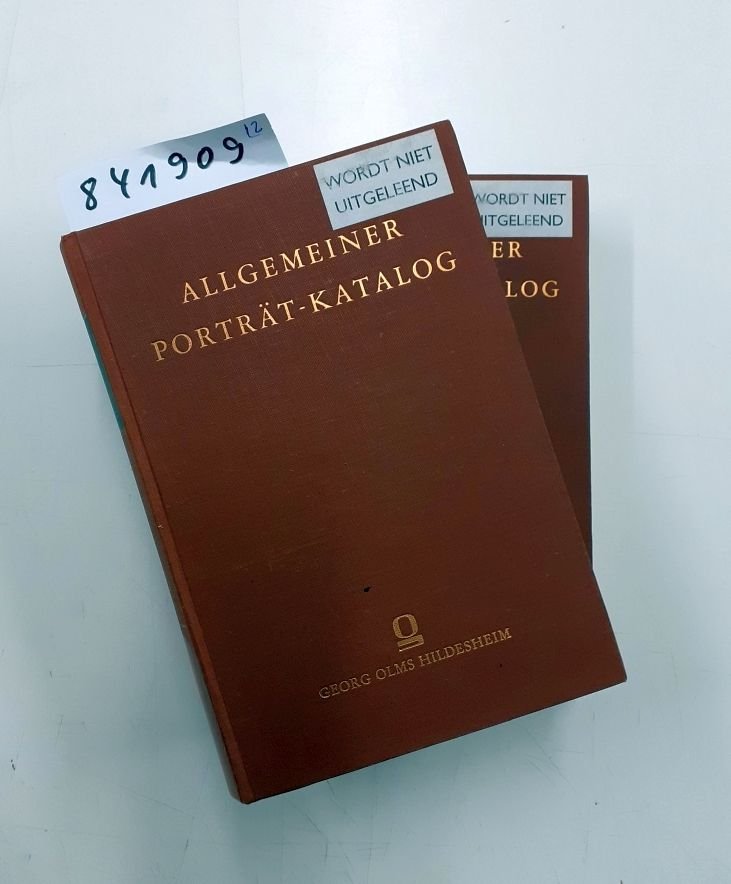 841909
12
WORDT NIET
UITGELEEND
ALLGEMEINER
PORTRÄT-KATALOG
GEORG OLMS HILDESHEIM
WORDT NIET
UITGELEEND
ER
LOG